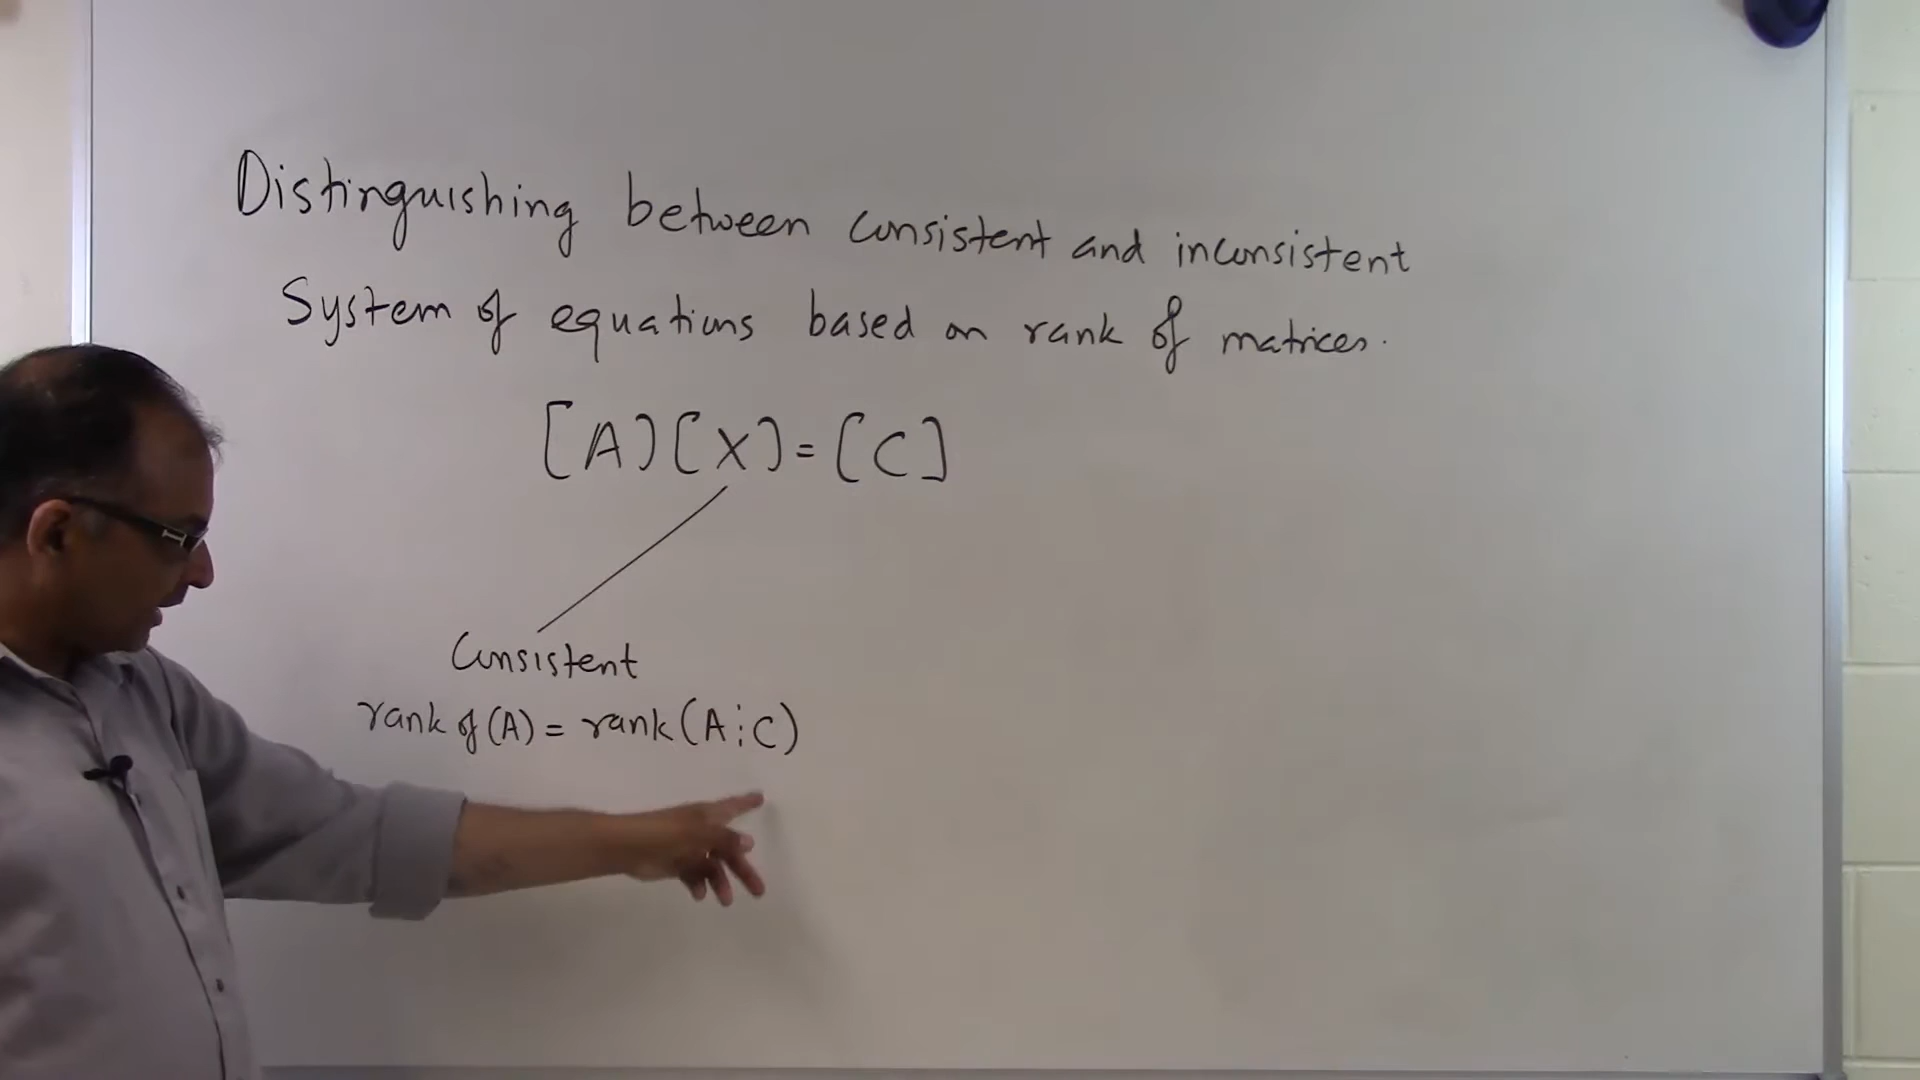 Distinguishing between consistent and inconsistent
System of equations based on rank of matrices.
[A][X]=[C]
Consistent
rank of (A) = rank (A⋮C)